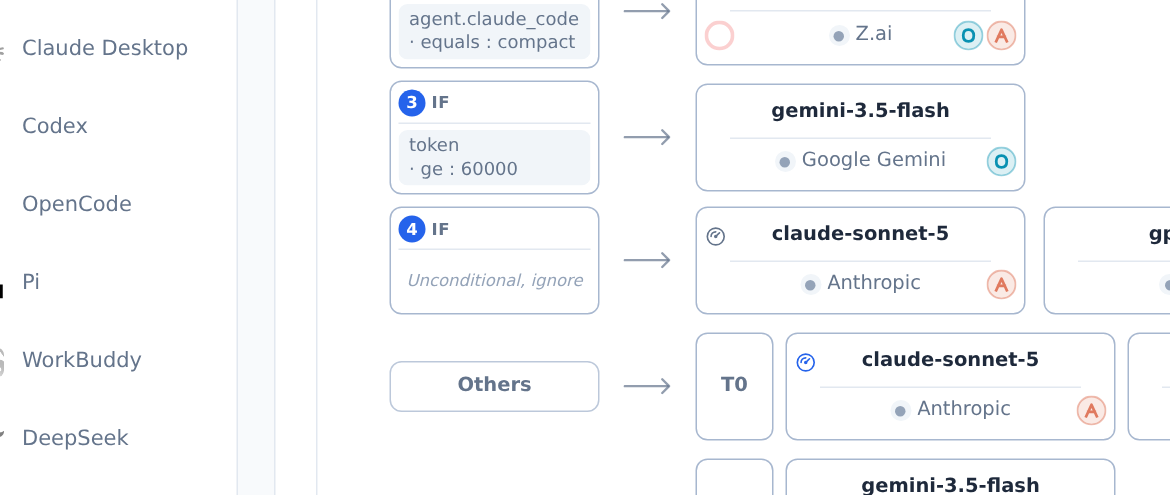 Claude Desktop
Codex
OpenCode
Pi
WorkBuddy
DeepSeek
agent.claude_code
· equals : compact
Z.ai
O
A
3 IF
token
· ge : 60000
gemini-3.5-flash
Google Gemini
O
4 IF
Unconditional, ignore
claude-sonnet-5
Anthropic
A
gp
Others
T0
claude-sonnet-5
Anthropic
A
gemini-3.5-flash